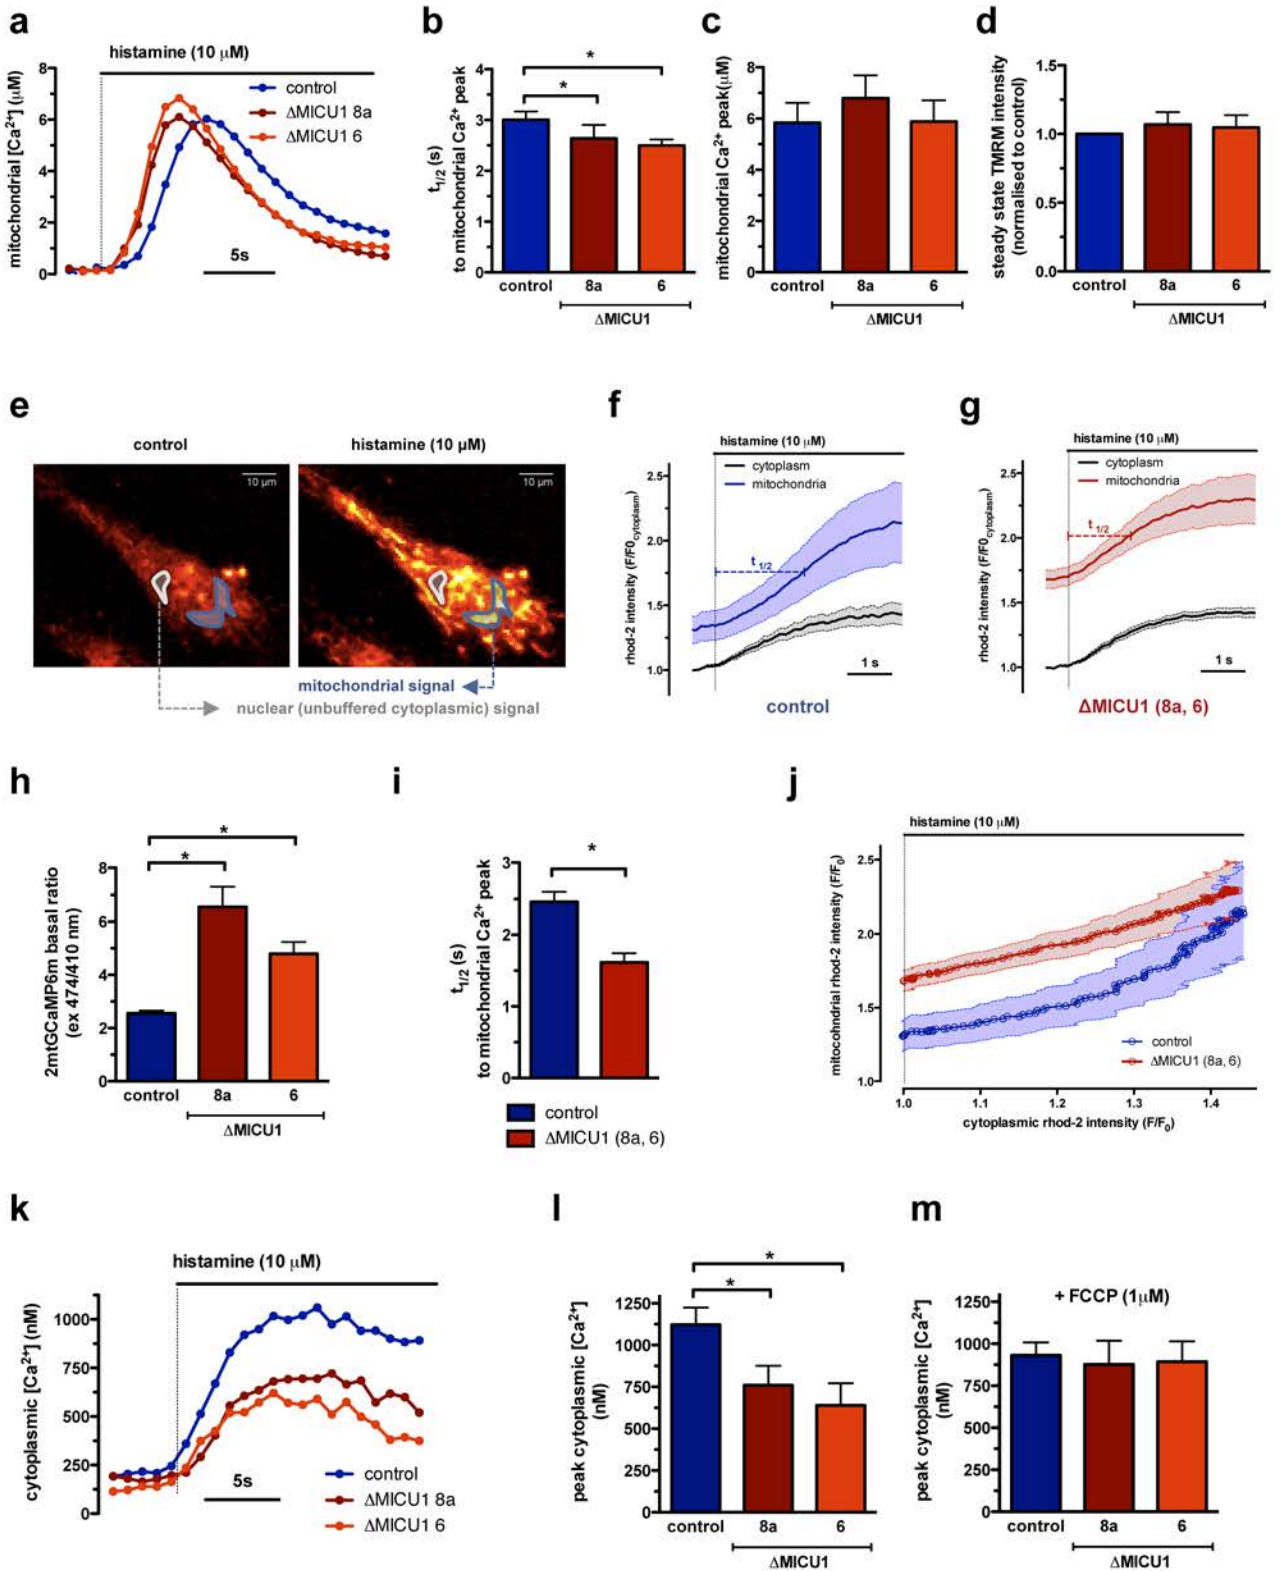 a
histamine (10 μM)
mitochondrial [Ca²⁺] (μM)
8
6
4
2
0
control
ΔMICU1 8a
ΔMICU1 6
5s
b
t1/2 (s)
to mitochondrial Ca²⁺ peak
4
3
2
1
0
*
*
control
8a
6
ΔMICU1
c
mitochondrial Ca²⁺ peak(μM)
8
6
4
2
0
control
8a
6
ΔMICU1
d
steady state TMRM intensity
(normalised to control)
1.5
1.0
0.5
0.0
control
8a
6
ΔMICU1
e
control
histamine (10 μM)
10 μm
10 μm
mitochondrial signal
nuclear (unbuffered cytoplasmic) signal
f
histamine (10 μM)
cytoplasm
mitochondria
rhod-2 intensity (F/F0cytoplasm)
2.5
2.0
1.5
1.0
t1/2
1 s
control
g
histamine (10 μM)
cytoplasm
mitochondria
rhod-2 intensity (F/F0cytoplasm)
2.5
2.0
1.5
1.0
t1/2
1 s
ΔMICU1 (8a, 6)
h
2mtGCaMP6m basal ratio
(ex 474/410 nm)
8
6
4
2
0
*
*
control
8a
6
ΔMICU1
i
t1/2 (s)
to mitochondrial Ca²⁺ peak
3
2
1
0
*
control
ΔMICU1 (8a, 6)
j
histamine (10 μM)
mitocohndrial rhod-2 intensity (F/F0)
2.5
2.0
1.5
1.0
control
ΔMICU1 (8a, 6)
1.0
1.1
1.2
1.3
1.4
cytoplasmic rhod-2 intensity (F/F0)
k
histamine (10 μM)
cytoplasmic [Ca²⁺] (nM)
1000
750
500
250
0
5s
control
ΔMICU1 8a
ΔMICU1 6
l
peak cytoplasmic [Ca²⁺]
(nM)
1250
1000
750
500
250
0
*
*
control
8a
6
ΔMICU1
m
+ FCCP (1μM)
peak cytoplasmic [Ca²⁺]
(nM)
1250
1000
750
500
250
0
control
8a
6
ΔMICU1